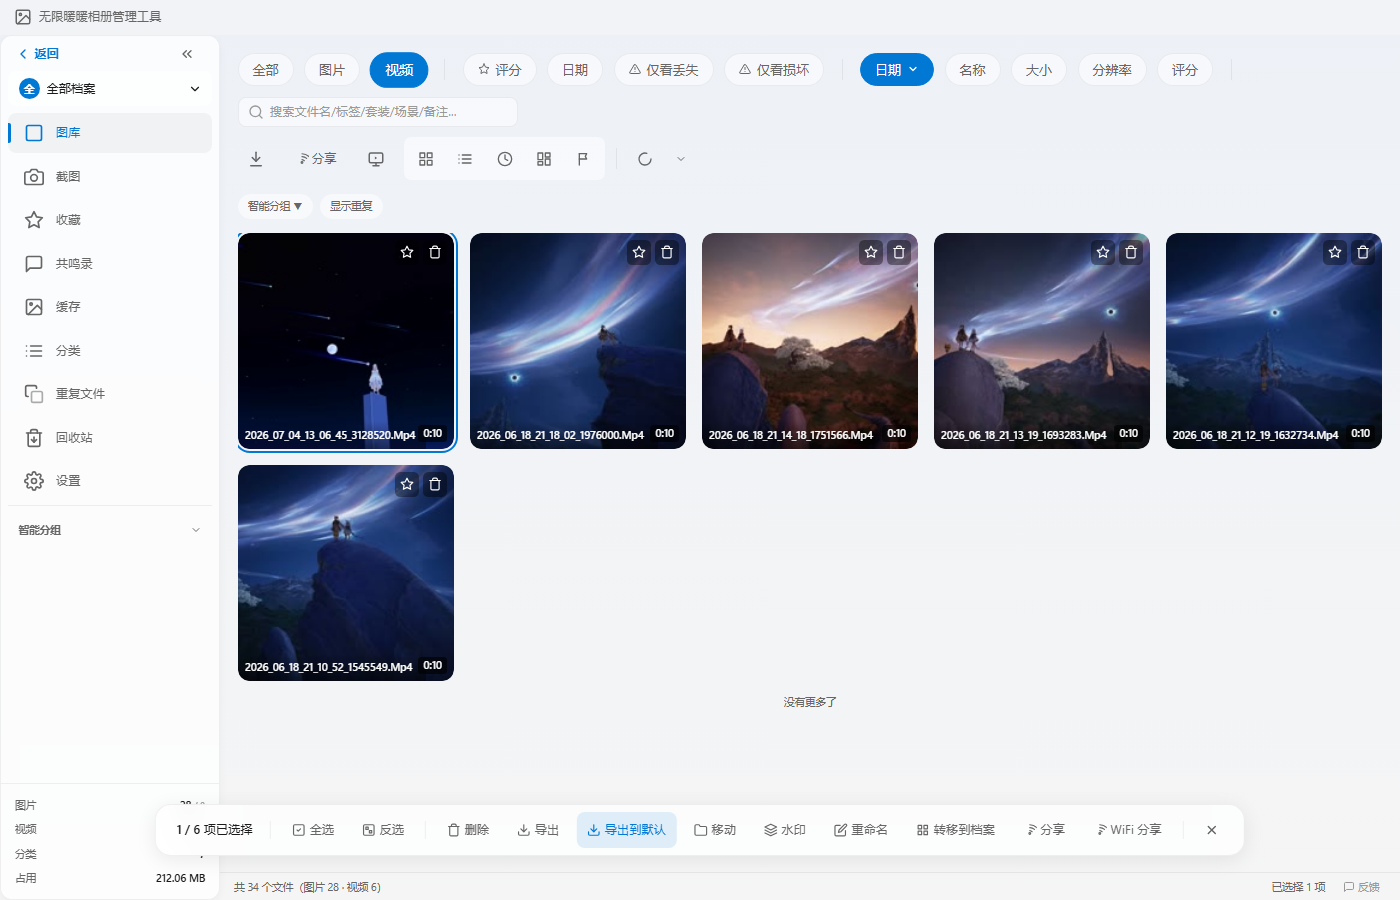 无限暖暖相册管理工具
返回
全 全部档案
图库
截图
收藏
共鸣录
缓存
分类
重复文件
回收站
设置
智能分组
图片
视频
分类
占用 212.06 MB
全部 图片 视频 评分 日期 仅看丢失 仅看损坏 日期 名称 大小 分辨率 评分
搜索文件名/标签/套装/场景/备注...
分享
智能分组▼ 显示重复
2026_07_04_13_06_45_3128520.Mp4 0:10
2026_06_18_21_18_02_1976000.Mp4 0:10
2026_06_18_21_14_18_1751566.Mp4 0:10
2026_06_18_21_13_19_1693283.Mp4 0:10
2026_06_18_21_12_19_1632734.Mp4 0:10
2026_06_18_21_10_52_1545549.Mp4 0:10
没有更多了
1 / 6 项已选择 全选 反选 删除 导出 导出到默认 移动 水印 重命名 转移到档案 分享 WiFi 分享
共 34 个文件（图片 28 · 视频 6）
已选择 1 项 反馈